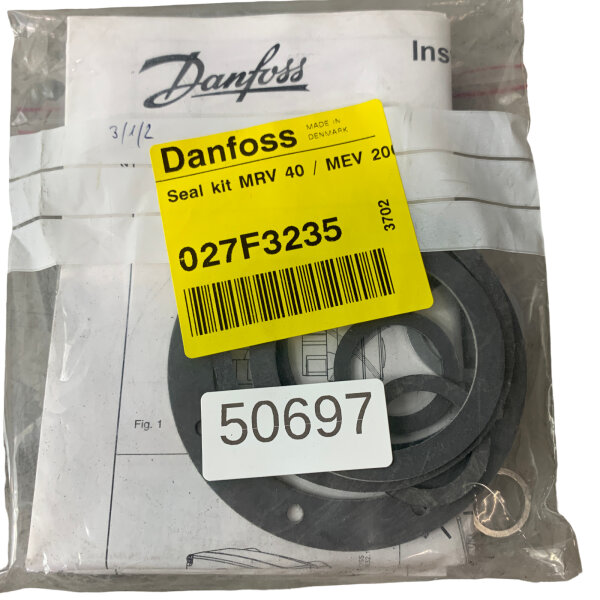 Danfoss
Ins
3/1/2
Danfoss
MADE IN
DENMARK
Seal kit MRV 40 / MEV 200
3702
027F3235
Fig. 1
50697